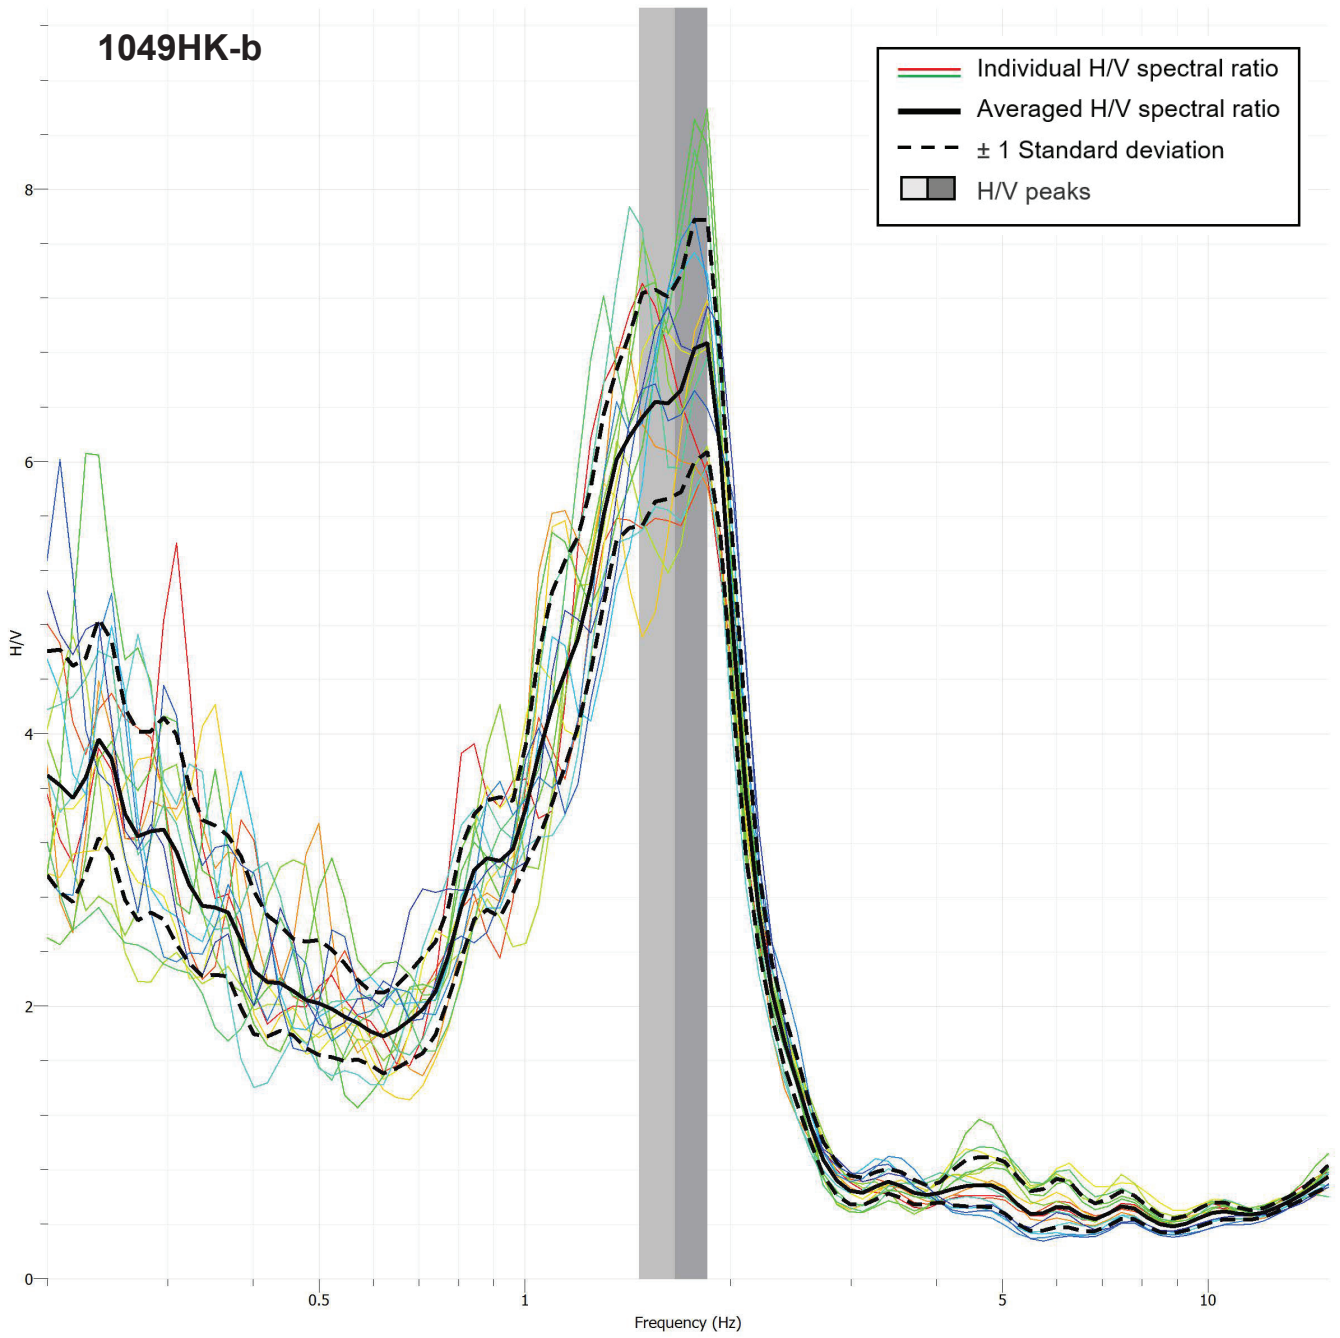 1049HK-b
Individual H/V spectral ratio
Averaged H/V spectral ratio
± 1 Standard deviation
H/V peaks
8
6
H/V
4
2
0
0.5
1
5
10
Frequency (Hz)